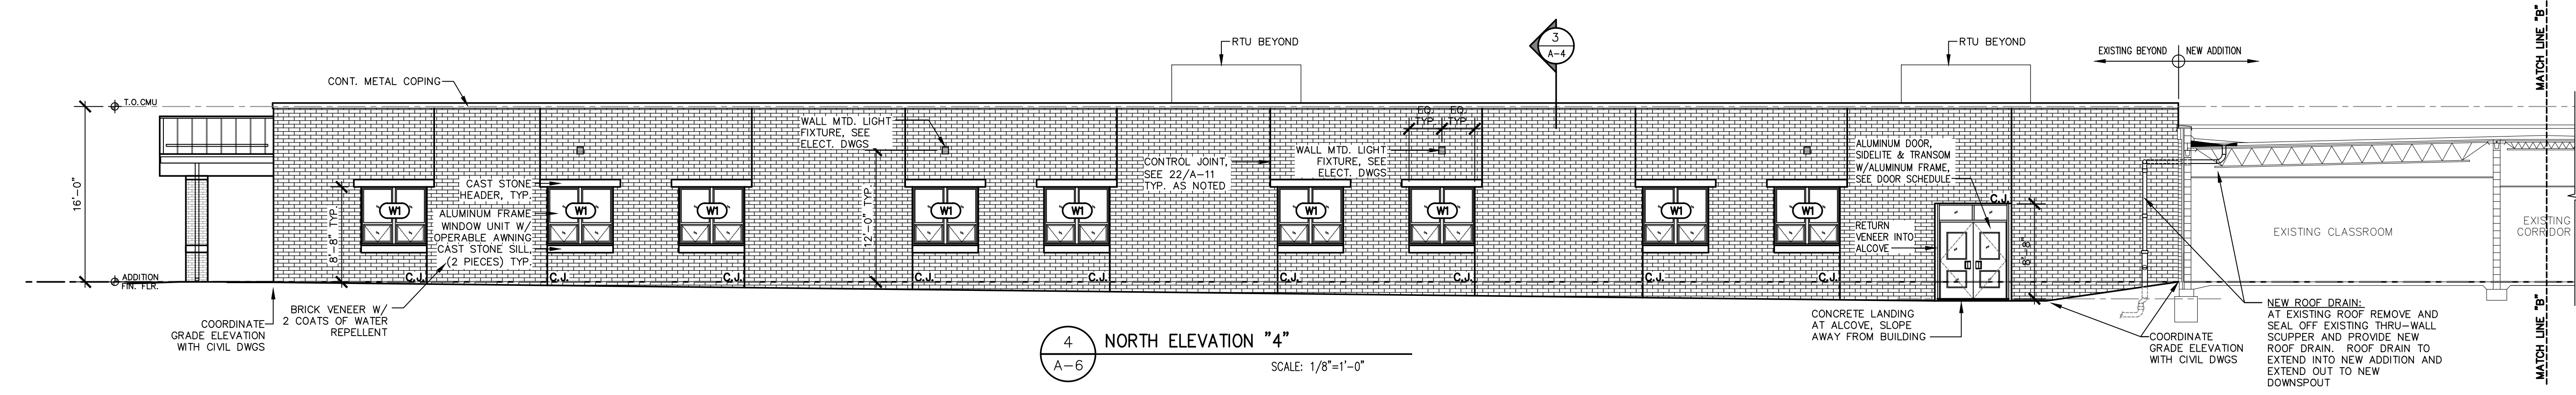 RTU BEYOND
3
A-4
RTU BEYOND
EXISTING BEYOND
NEW ADDITION
MATCH LINE "B"
CONT. METAL COPING
T.O.CMU
16'-0"
WALL MTD. LIGHT
FIXTURE, SEE
ELECT. DWGS
EQ.
TYP.
EQ.
TYP.
CONTROL JOINT,
SEE 22/A-11
TYP. AS NOTED
WALL MTD. LIGHT
FIXTURE, SEE
ELECT. DWGS
ALUMINUM DOOR,
SIDELITE & TRANSOM
W/ALUMINUM FRAME,
SEE DOOR SCHEDULE
CAST STONE
HEADER, TYP.
ALUMINUM FRAME
WINDOW UNIT W/
OPERABLE AWNING
CAST STONE SILL,
(2 PIECES) TYP.
8'-8" TYP.
12'-0" TYP.
W1
W1
W1
W1
W1
W1
W1
W1
W1
C.J.
RETURN
VENEER INTO
ALCOVE
8'-8"
EXISTING CLASSROOM
EXISTING
CORRIDOR
C.J.
C.J.
C.J.
C.J.
C.J.
C.J.
C.J.
C.J.
C.J.
ADDITION
FIN. FLR.
COORDINATE
GRADE ELEVATION
WITH CIVIL DWGS
BRICK VENEER W/
2 COATS OF WATER
REPELLENT
CONCRETE LANDING
AT ALCOVE, SLOPE
AWAY FROM BUILDING
COORDINATE
GRADE ELEVATION
WITH CIVIL DWGS
NEW ROOF DRAIN:
AT EXISTING ROOF REMOVE AND
SEAL OFF EXISTING THRU-WALL
SCUPPER AND PROVIDE NEW
ROOF DRAIN. ROOF DRAIN TO
EXTEND INTO NEW ADDITION AND
EXTEND OUT TO NEW
DOWNSPOUT
MATCH LINE "B"
4
A-6
NORTH ELEVATION "4"
SCALE: 1/8"=1'-0"